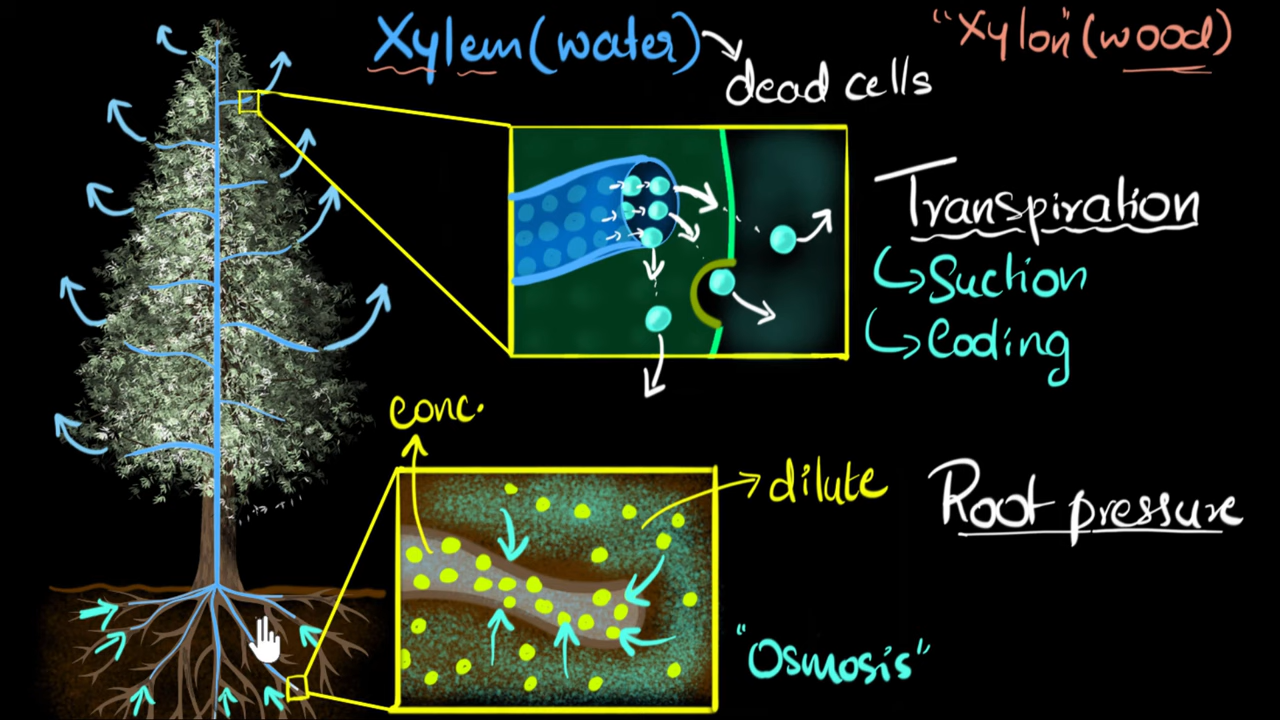 Xylem (water)
"Xylon" (wood)
dead cells
Transpiration
Suction
Cooling
conc.
dilute
Root pressure
"Osmosis"